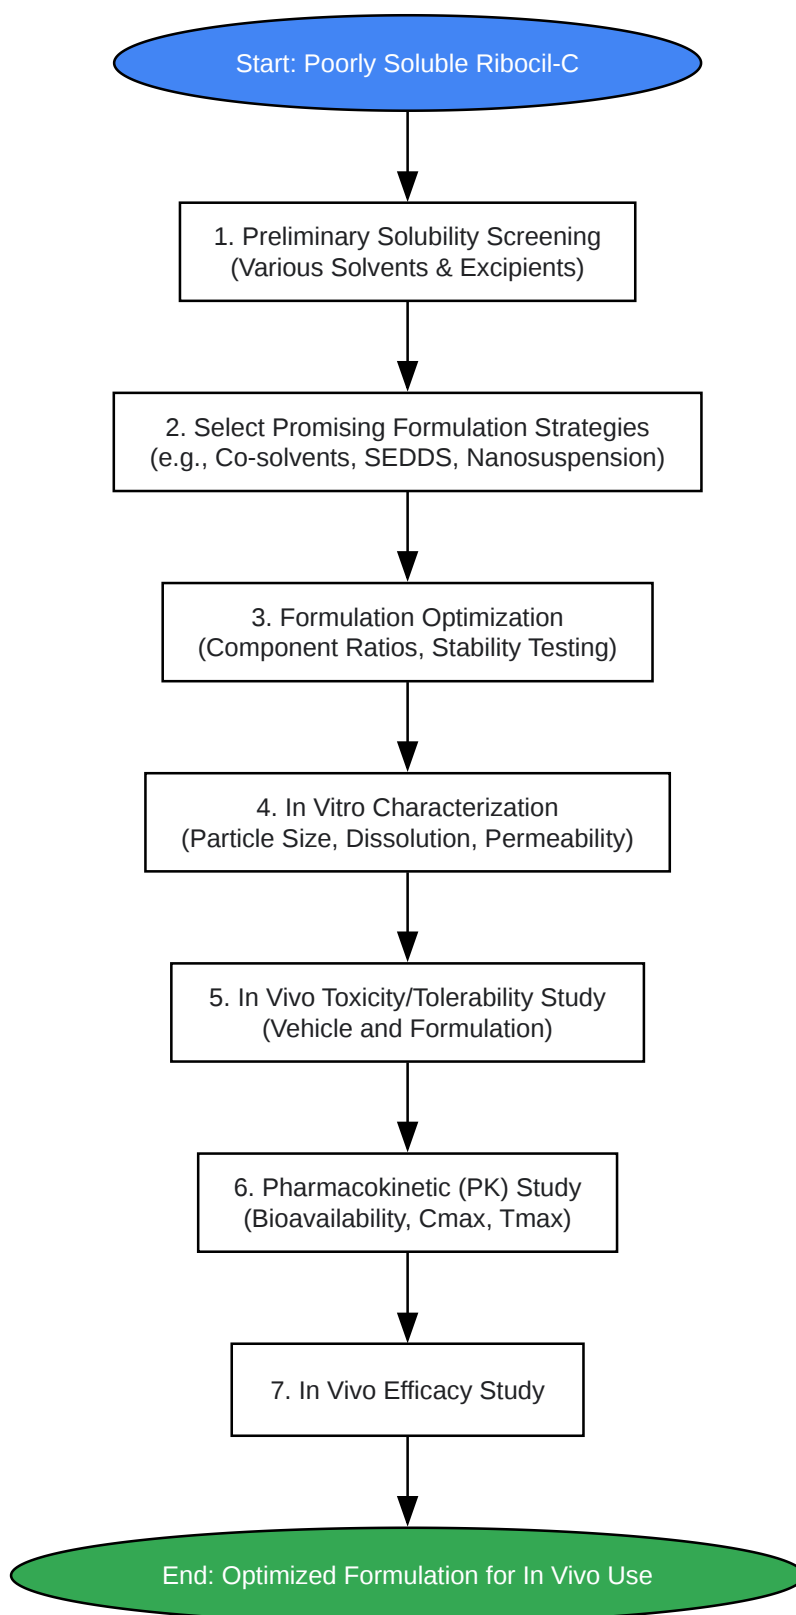 Start: Poorly Soluble Ribocil-C
1. Preliminary Solubility Screening
(Various Solvents & Excipients)
2. Select Promising Formulation Strategies
(e.g., Co-solvents, SEDDS, Nanosuspension)
3. Formulation Optimization
(Component Ratios, Stability Testing)
4. In Vitro Characterization
(Particle Size, Dissolution, Permeability)
5. In Vivo Toxicity/Tolerability Study
(Vehicle and Formulation)
6. Pharmacokinetic (PK) Study
(Bioavailability, Cmax, Tmax)
7. In Vivo Efficacy Study
End: Optimized Formulation for In Vivo Use